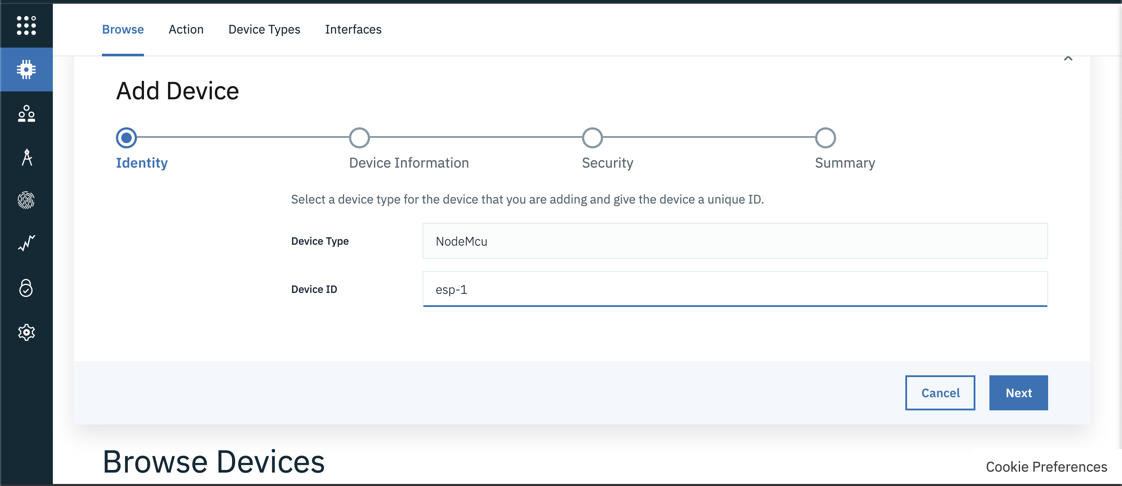 Browse Action Device Types Interfaces
Add Device
Identity Device Information Security Summary
Select a device type for the device that you are adding and give the device a unique ID.
Device Type NodeMcu
Device ID esp-1
Cancel Next
Browse Devices
Cookie Preferences